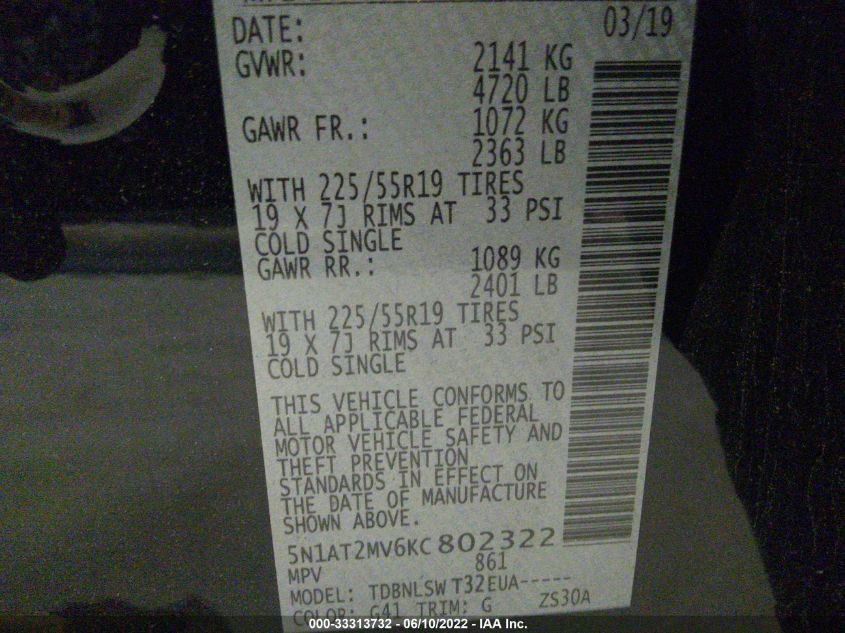 DATE: 03/19
GVWR: 2141 KG
4720 LB
GAWR FR.: 1072 KG
2363 LB
WITH 225/55R19 TIRES
19 X 7J RIMS AT 33 PSI
COLD SINGLE
GAWR RR.: 1089 KG
2401 LB
WITH 225/55R19 TIRES
19 X 7J RIMS AT 33 PSI
COLD SINGLE
THIS VEHICLE CONFORMS TO
ALL APPLICABLE FEDERAL
MOTOR VEHICLE SAFETY AND
THEFT PREVENTION
STANDARDS IN EFFECT ON
THE DATE OF MANUFACTURE
SHOWN ABOVE.
5N1AT2MV6KC802322
MPV 861
MODEL: TDBNLSW T32EUA-----
COLOR: G41 TRIM: G ZS30A
000-33313732 - 06/10/2022 - IAA Inc.